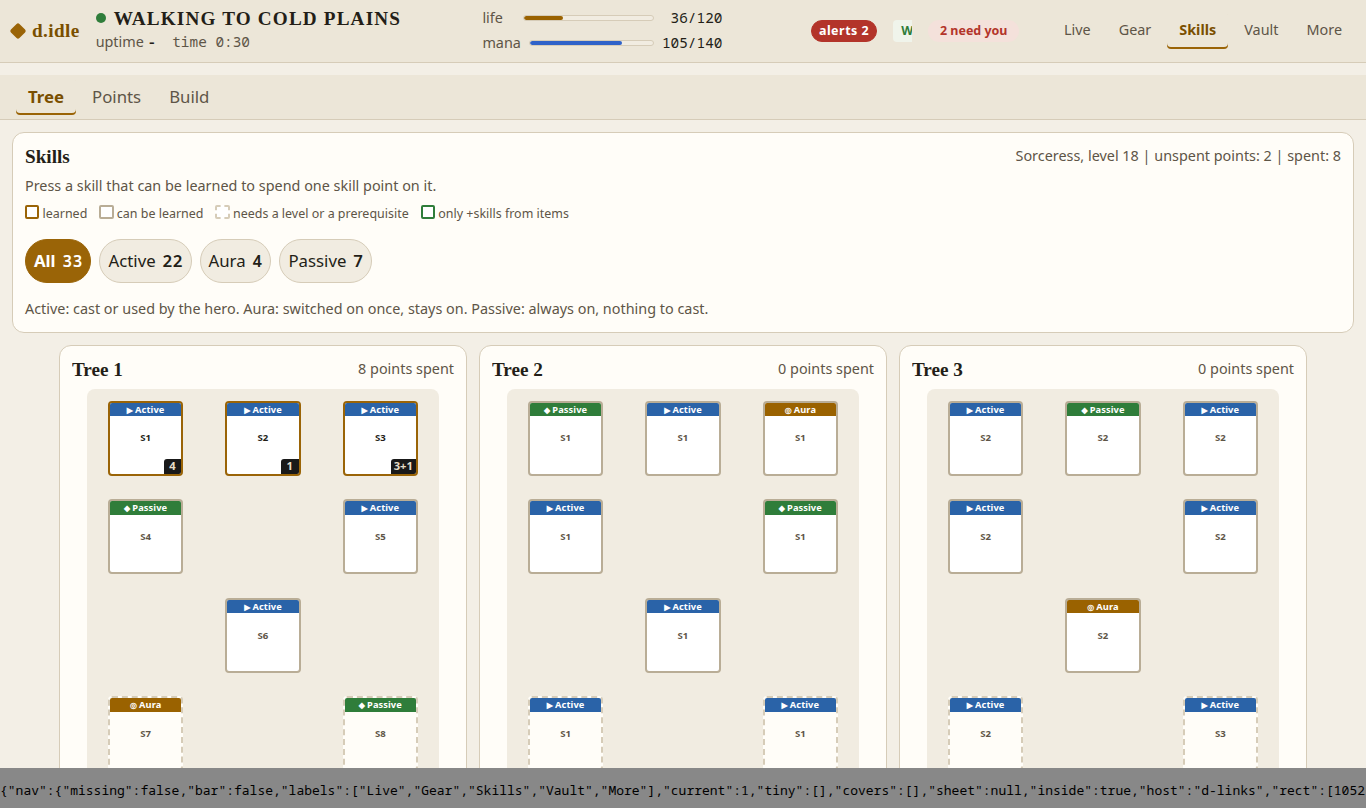 d.idle
WALKING TO COLD PLAINS
uptime - time 0:30
life 36/120
mana 105/140
alerts 2 W 2 need you
Live Gear Skills Vault More
Tree Points Build
Skills
Sorceress, level 18 | unspent points: 2 | spent: 8
Press a skill that can be learned to spend one skill point on it.
learned can be learned needs a level or a prerequisite only +skills from items
All 33 Active 22 Aura 4 Passive 7
Active: cast or used by the hero. Aura: switched on once, stays on. Passive: always on, nothing to cast.
Tree 1 8 points spent
▶ Active ▶ Active ▶ Active
S1 S2 S3
4 1 3+1
◆ Passive ▶ Active
S4 S5
▶ Active
S6
◎ Aura ◆ Passive
S7 S8
Tree 2 0 points spent
◆ Passive ▶ Active ◎ Aura
S1 S1 S1
▶ Active ◆ Passive
S1 S1
▶ Active
S1
▶ Active ▶ Active
S1 S1
Tree 3 0 points spent
▶ Active ◆ Passive ▶ Active
S2 S2 S2
▶ Active ▶ Active
S2 S2
◎ Aura
S2
▶ Active ▶ Active
S2 S3
{"nav":{"missing":false,"bar":false,"labels":["Live","Gear","Skills","Vault","More"],"current":1,"tiny":[],"covers":[],"sheet":null,"inside":true,"host":"d-links","rect":[1052